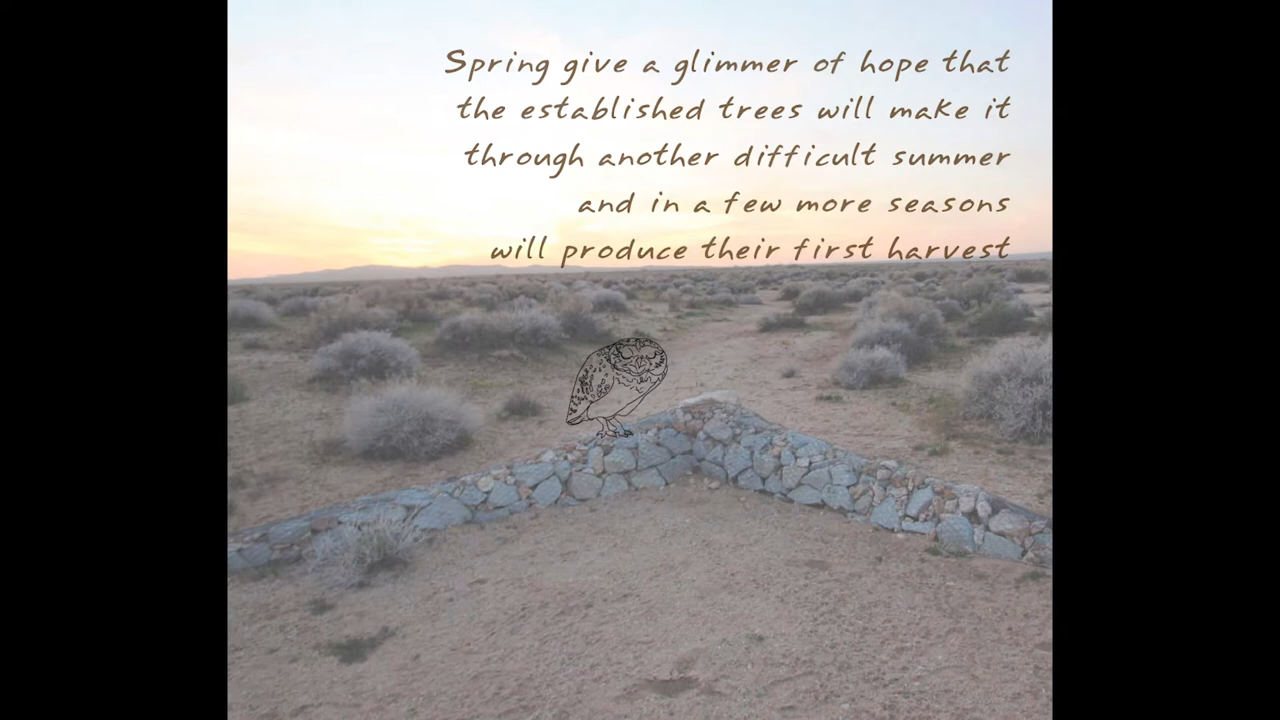 Spring give a glimmer of hope that
the established trees will make it
through another difficult summer
and in a few more seasons
will produce their first harvest